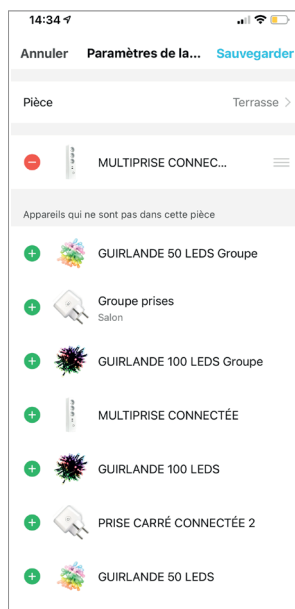 14:34
Annuler Paramètres de la... Sauvegarder
Pièce Terrasse
MULTIPRISE CONNEC...
Appareils qui ne sont pas dans cette pièce
GUIRLANDE 50 LEDS Groupe
Groupe prises
Salon
GUIRLANDE 100 LEDS Groupe
MULTIPRISE CONNECTÉE
GUIRLANDE 100 LEDS
PRISE CARRÉ CONNECTÉE 2
GUIRLANDE 50 LEDS